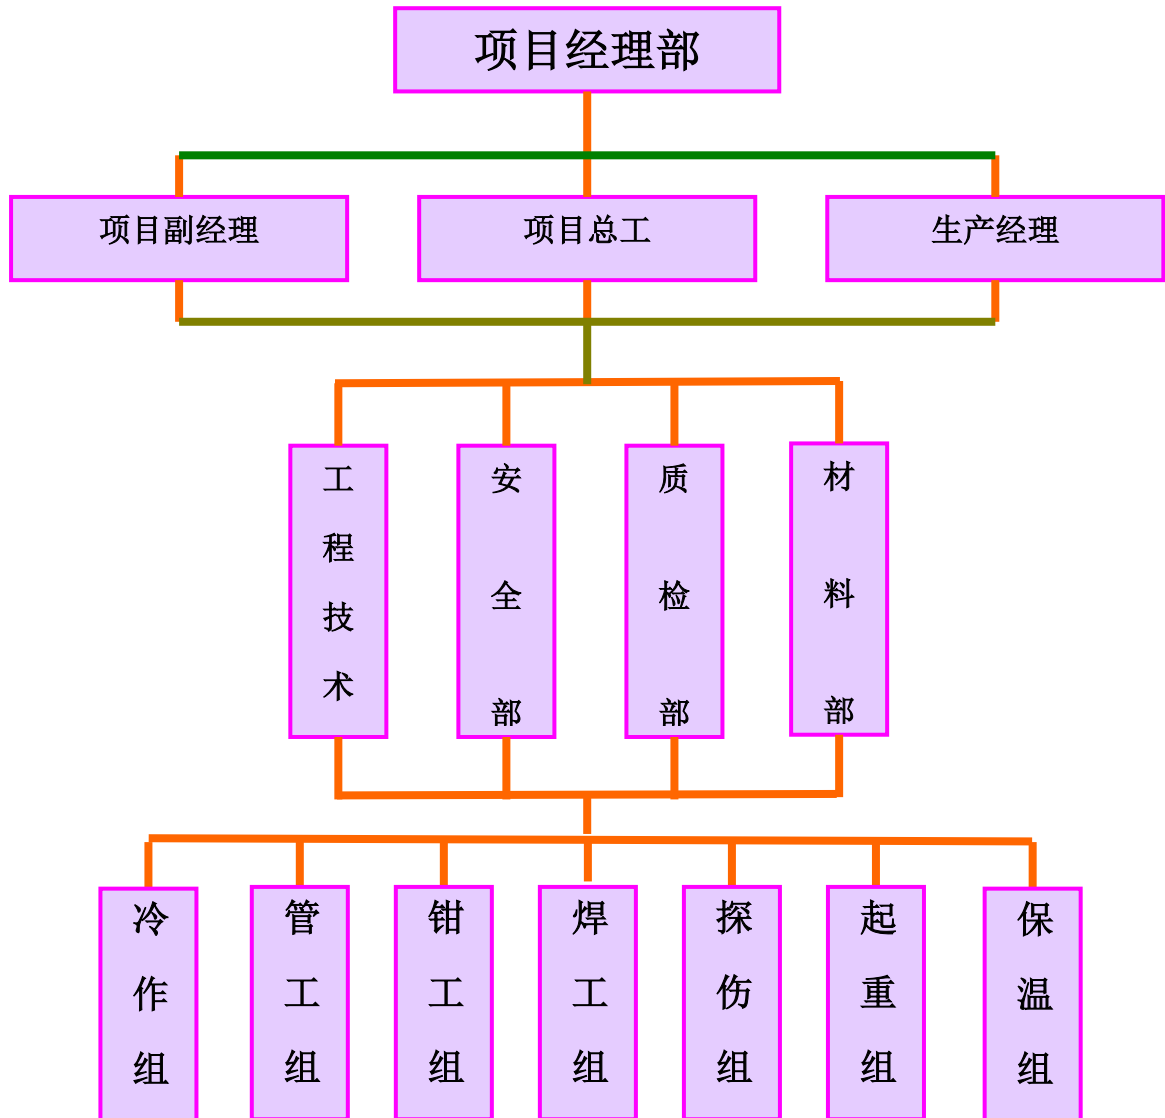 项目经理部
项目副经理
项目总工
生产经理
工程技术
安全部
质检部
材料部
冷作组
管工组
钳工组
焊工组
探伤组
起重组
保温组